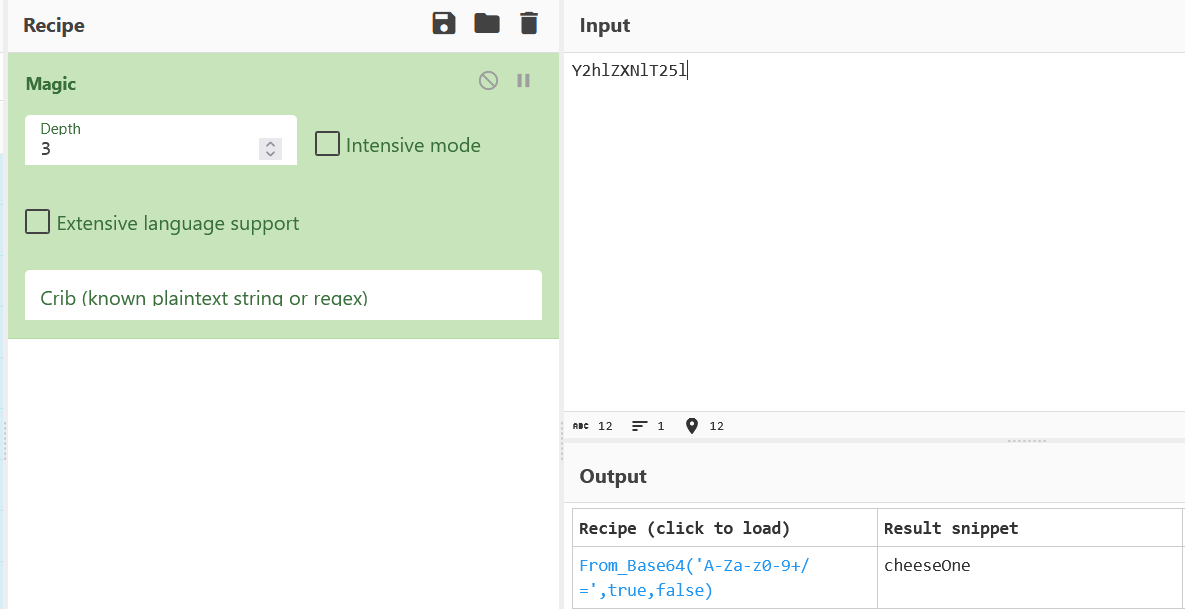 Recipe
Magic
Depth
3
Intensive mode
Extensive language support
Crib (known plaintext string or regex)
Input
Y2hlZXNlT25l
ABC 12 1 12
Output
Recipe (click to load) Result snippet
From_Base64('A-Za-z0-9+/ cheeseOne
=',true,false)